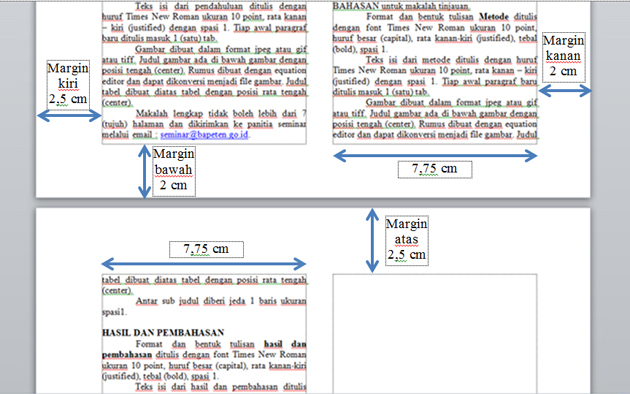 Teks isi dari pendahuluan ditulis dengan
huruf Times New Roman ukuran 10 point, rata kanan
– kiri (justified) dengan spasi 1. Tiap awal paragraf
baru ditulis masuk 1 (satu) tab.
Gambar dibuat dalam format jpeg atau gif
atau tiff. Judul gambar ada di bawah gambar dengan
posisi tengah (center). Rumus dibuat dengan equation
editor dan dapat dikonversi menjadi file gambar. Judul
tabel dibuat diatas tabel dengan posisi rata tengah
(center).
Makalah lengkap tidak boleh lebih dari 7
(tujuh) halaman dan dikirimkan ke panitia seminar
melalui email : seminar@bapeten.go.id.
Margin
kiri
2,5 cm
Margin
bawah
2 cm
BAHASAN untuk makalah tinjauan.
Format dan bentuk tulisan Metode ditulis
dengan font Times New Roman ukuran 10 point,
huruf besar (capital), rata kanan-kiri (justified), tebal
(bold), spasi 1.
Teks isi dari metode ditulis dengan huruf
Times New Roman ukuran 10 point, rata kanan – kiri
(justified) dengan spasi 1. Tiap awal paragraf baru
ditulis masuk 1 (satu) tab.
Gambar dibuat dalam format jpeg atau gif
atau tiff. Judul gambar ada di bawah gambar dengan
posisi tengah (center). Rumus dibuat dengan equation
editor dan dapat dikonversi menjadi file gambar. Judul
Margin
kanan
2 cm
7,75 cm
7,75 cm
Margin
atas
2,5 cm
tabel dibuat diatas tabel dengan posisi rata tengah
(center).
Antar sub judul diberi jeda 1 baris ukuran
spasi1.
HASIL DAN PEMBAHASAN
Format dan bentuk tulisan hasil dan
pembahasan ditulis dengan font Times New Roman
ukuran 10 point, huruf besar (capital), rata kanan-kiri
(justified), tebal (bold), spasi 1.
Teks isi dari hasil dan pembahasan ditulis